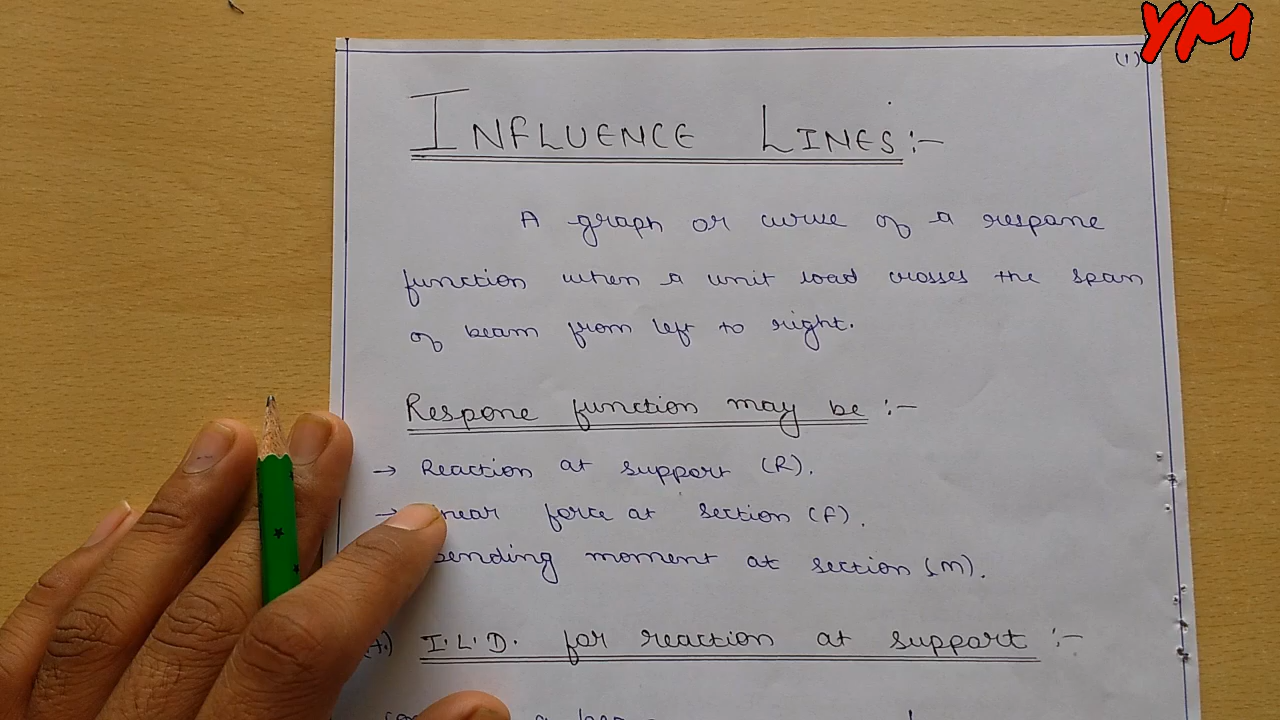 YM
(1)
INFLUENCE LINES:-
A graph or curve of a respone
function when a unit load crosses the span
of beam from left to right.
Respone function may be :-
→ Reaction at support (R).
→ hear force at section (F).
ending moment at section (M).
I.L.D. for reaction at support :-